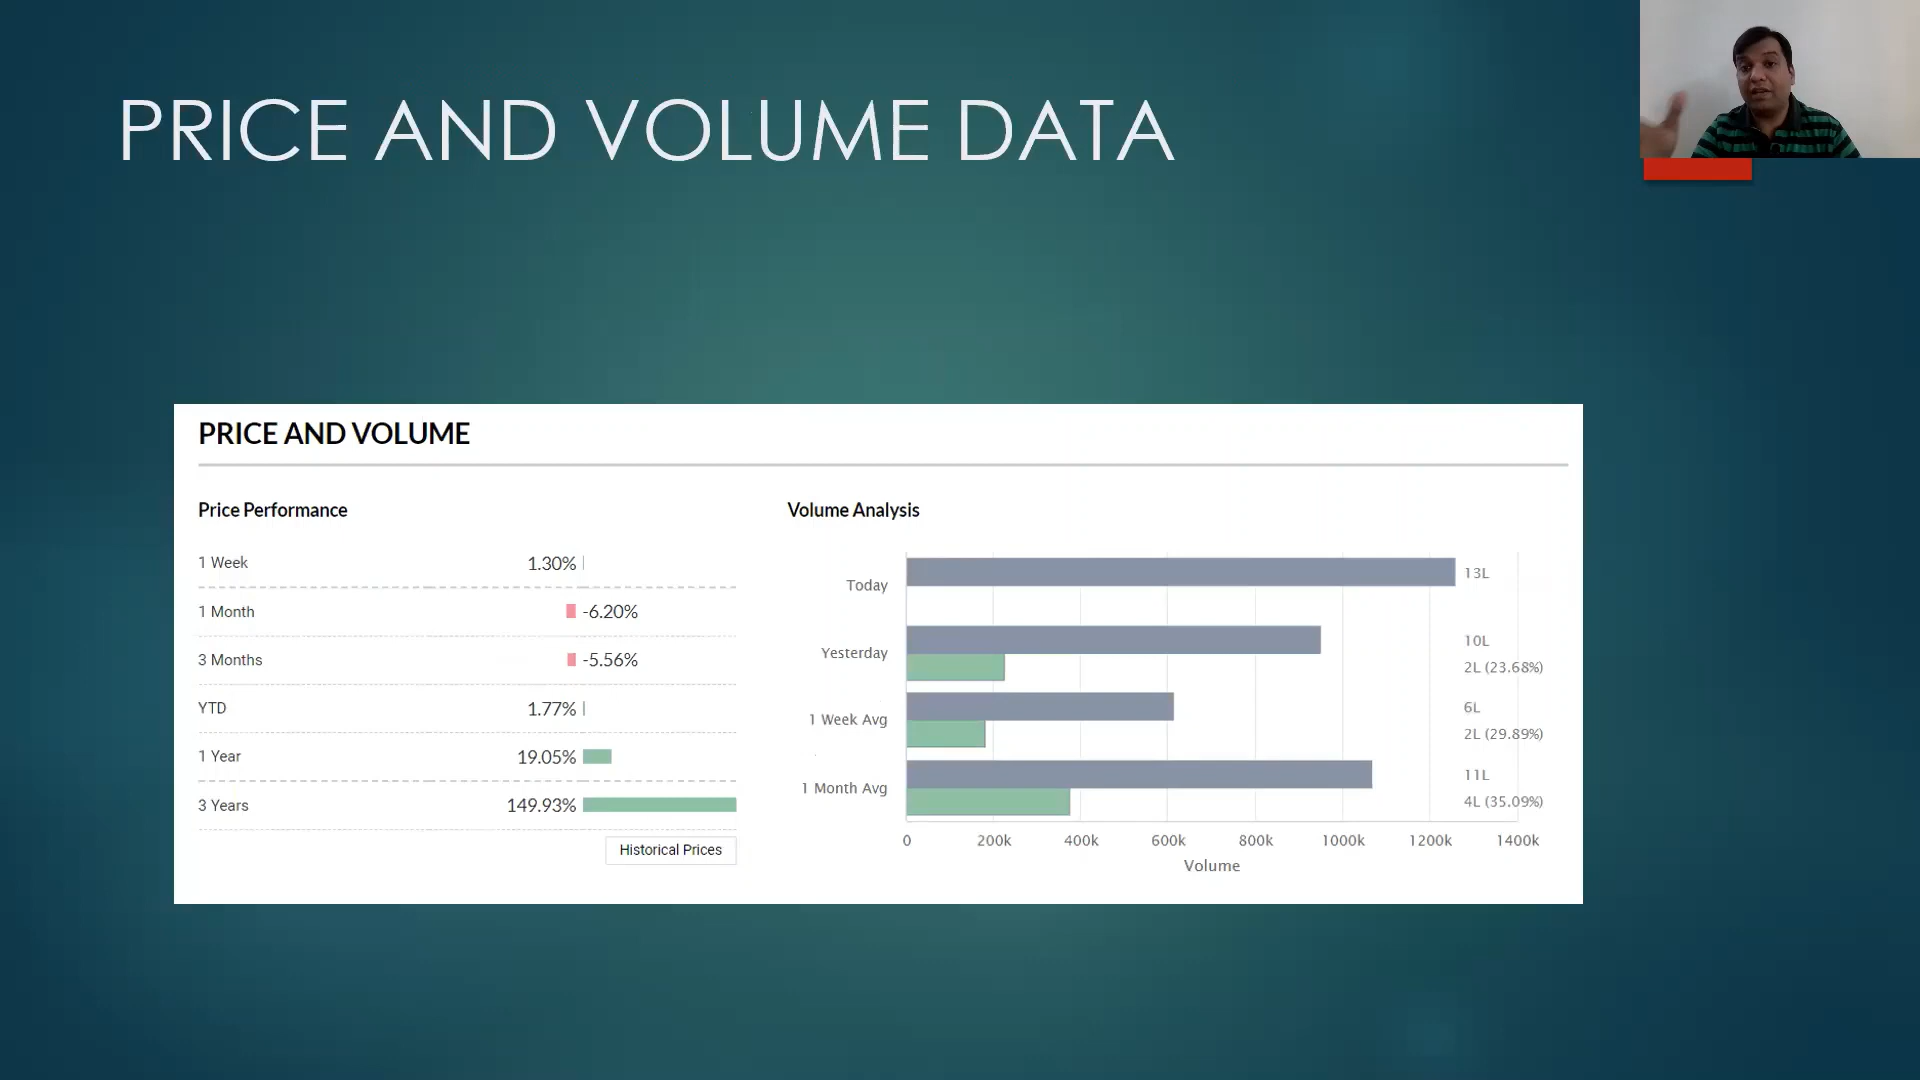 PRICE AND VOLUME DATA
PRICE AND VOLUME
Price Performance
1 Week 1.30%
1 Month -6.20%
3 Months -5.56%
YTD 1.77%
1 Year 19.05%
3 Years 149.93%
Historical Prices
Volume Analysis
Today 13L
Yesterday 10L
2L (23.68%)
1 Week Avg 6L
2L (29.89%)
1 Month Avg 11L
4L (35.09%)
0 200k 400k 600k 800k 1000k 1200k 1400k
Volume